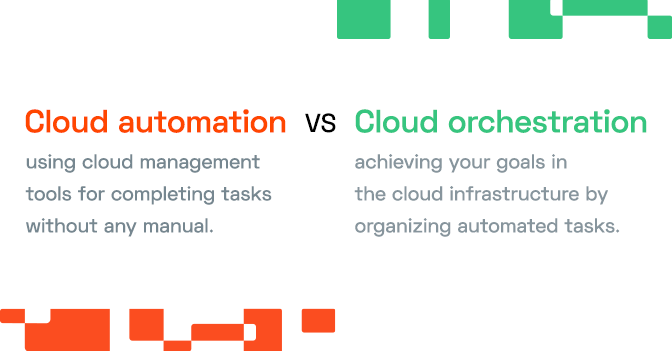 Cloud automation VS Cloud orchestration
using cloud management
tools for completing tasks
without any manual.
achieving your goals in
the cloud infrastructure by
organizing automated tasks.